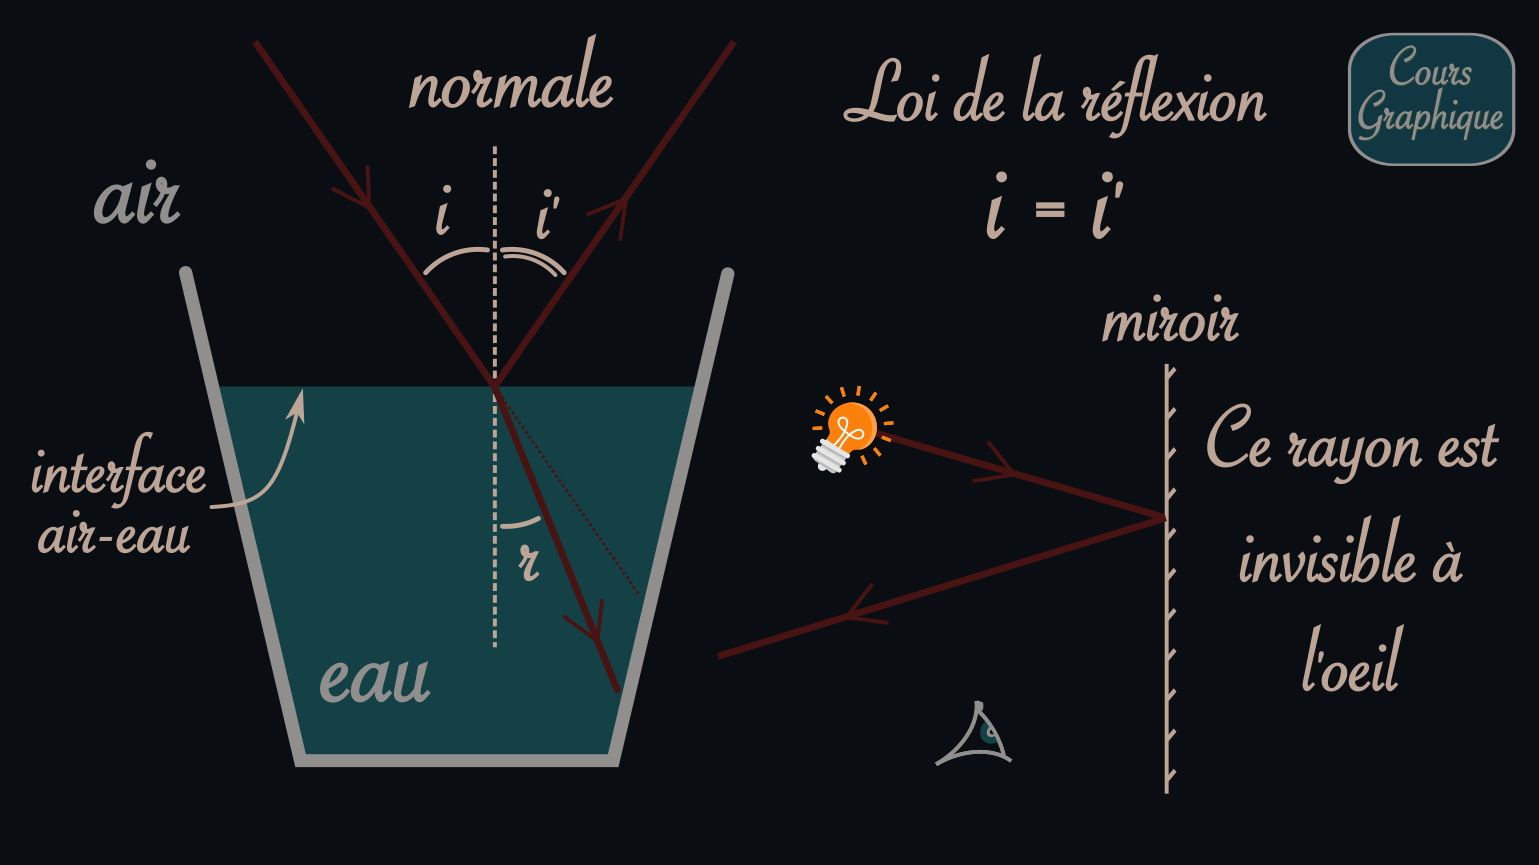 normale
air
i
i'
interface
air-eau
r
eau
Loi de la réflexion
i = i'
Cours
Graphique
miroir
Ce rayon est
invisible à
l'oeil